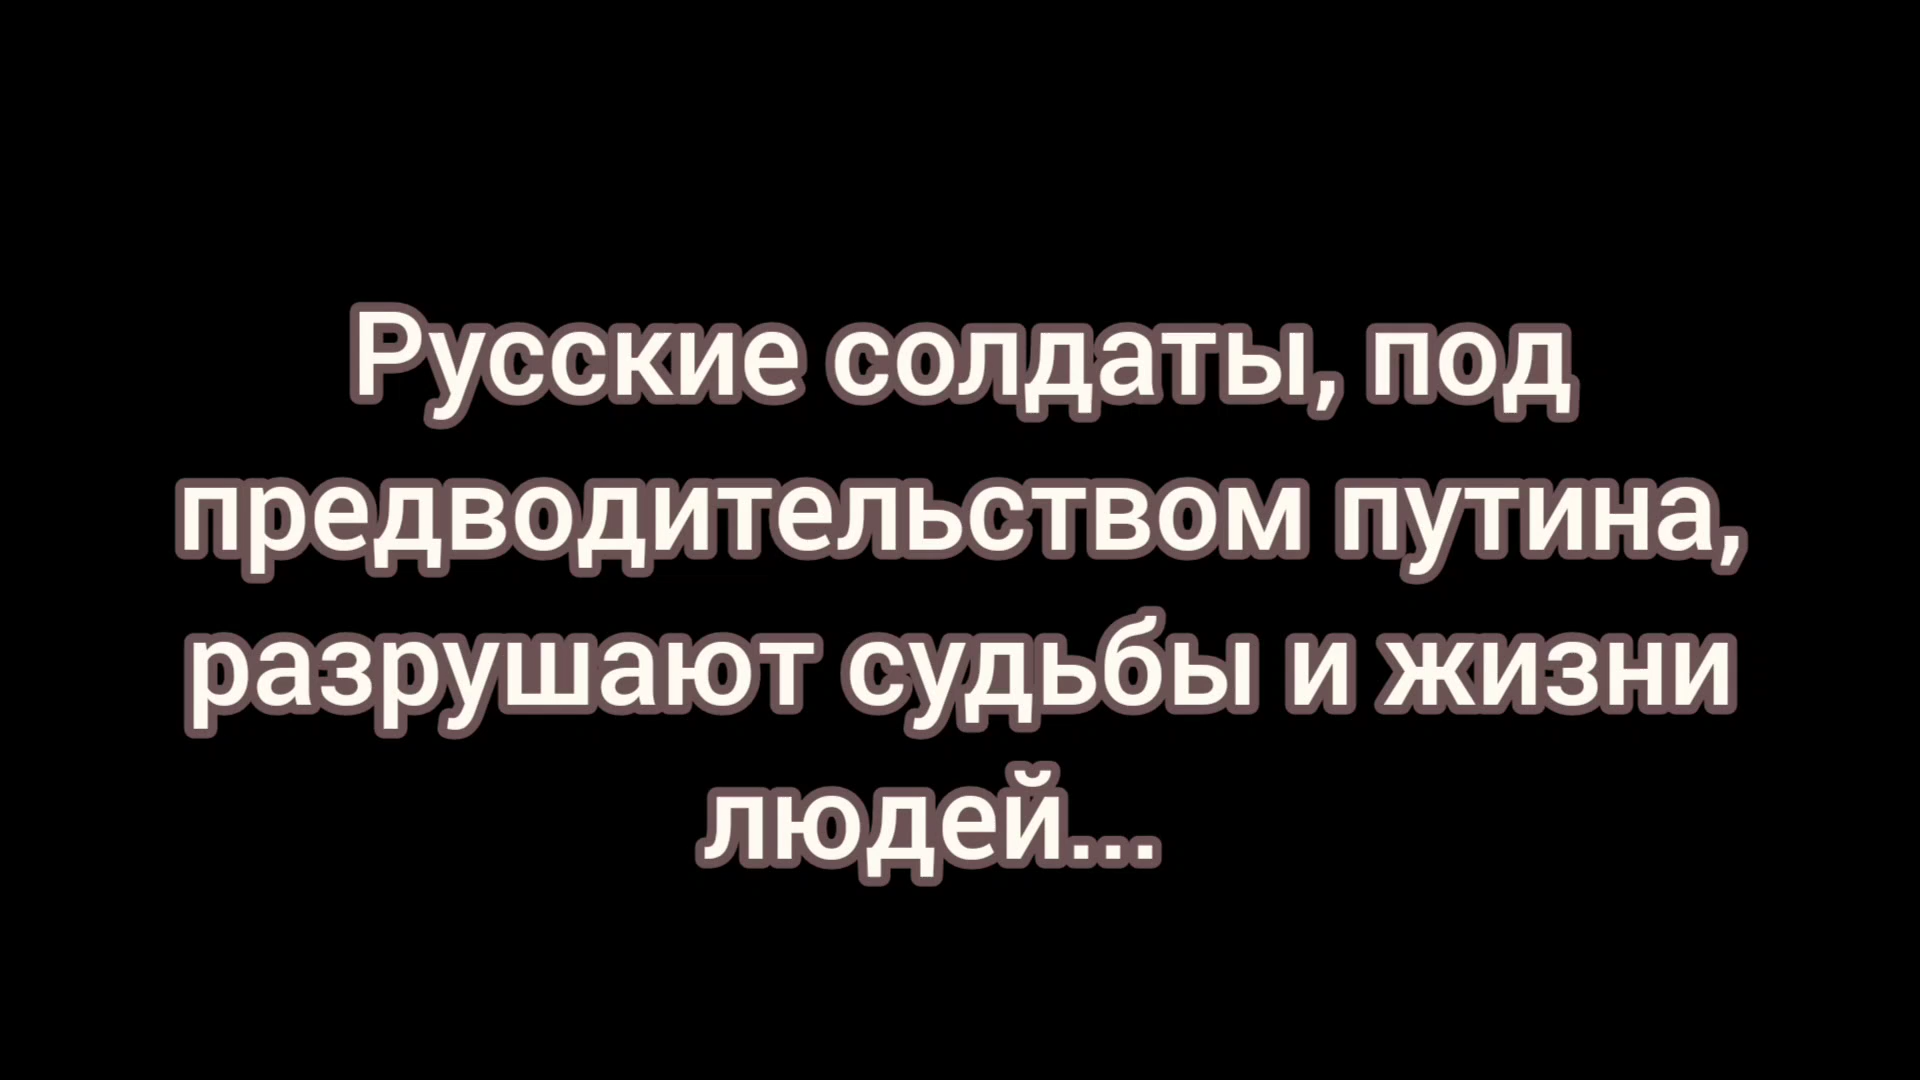 Русские солдаты, под
предводительством путина,
разрушают судьбы и жизни
людей...